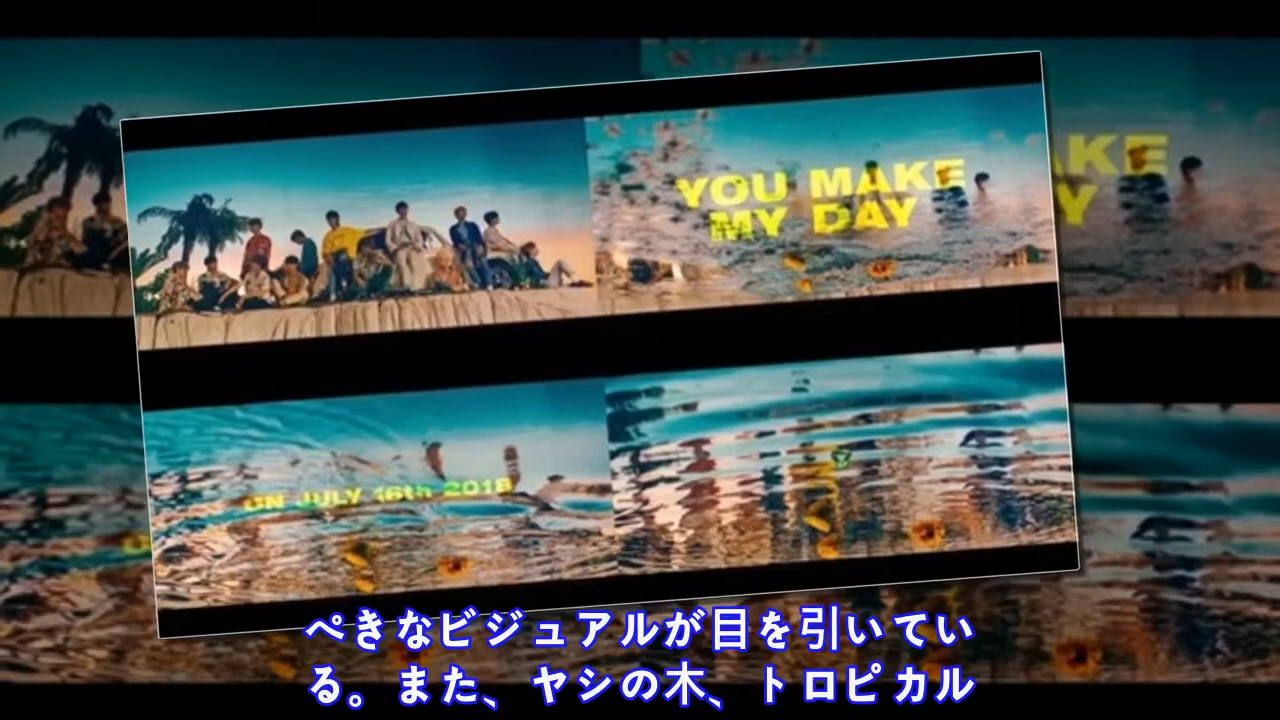 YOU MAKE
MY DAY
AKE
Y
ON JULY 16th 2018
ぺきなビジュアルが目を引いてい
る。また、ヤシの木、トロピカル